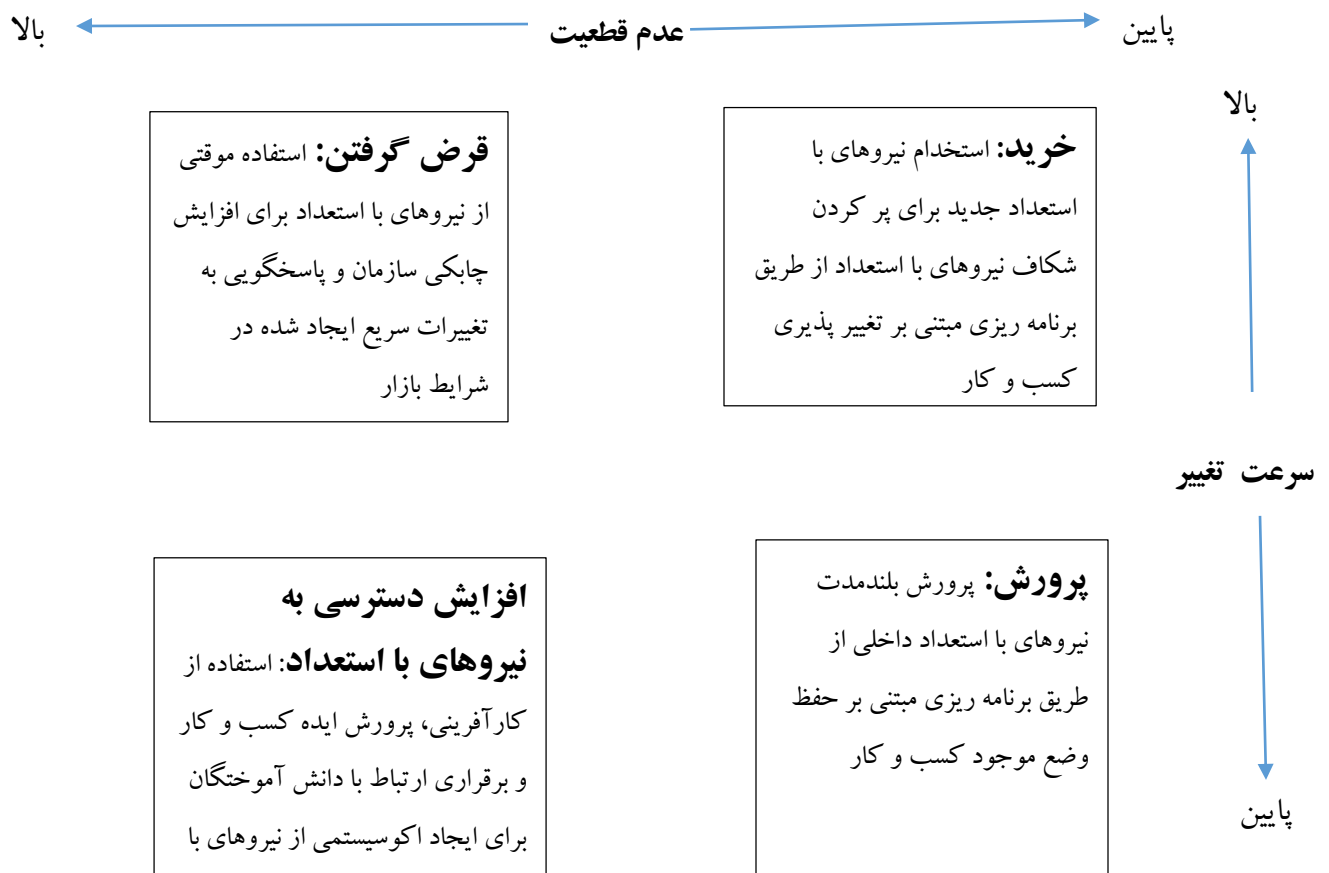 پایین
عدم قطعیت
بالا
بالا
خرید: استخدام نیروهای با
استعداد جدید برای پر کردن
شکاف نیروهای با استعداد از طریق
برنامه ریزی مبتنی بر تغییر پذیری
کسب و کار
قرض گرفتن: استفاده موقتی
از نیروهای با استعداد برای افزایش
چابکی سازمان و پاسخگویی به
تغییرات سریع ایجاد شده در
شرایط بازار
سرعت تغییر
پرورش: پرورش بلندمدت
نیروهای با استعداد داخلی از
طریق برنامه ریزی مبتنی بر حفظ
وضع موجود کسب و کار
افزایش دسترسی به
نیروهای با استعداد: استفاده از
کارآفرینی، پرورش ایده کسب و کار
و برقراری ارتباط با دانش آموختگان
برای ایجاد اکوسیستمی از نیروهای با
پایین